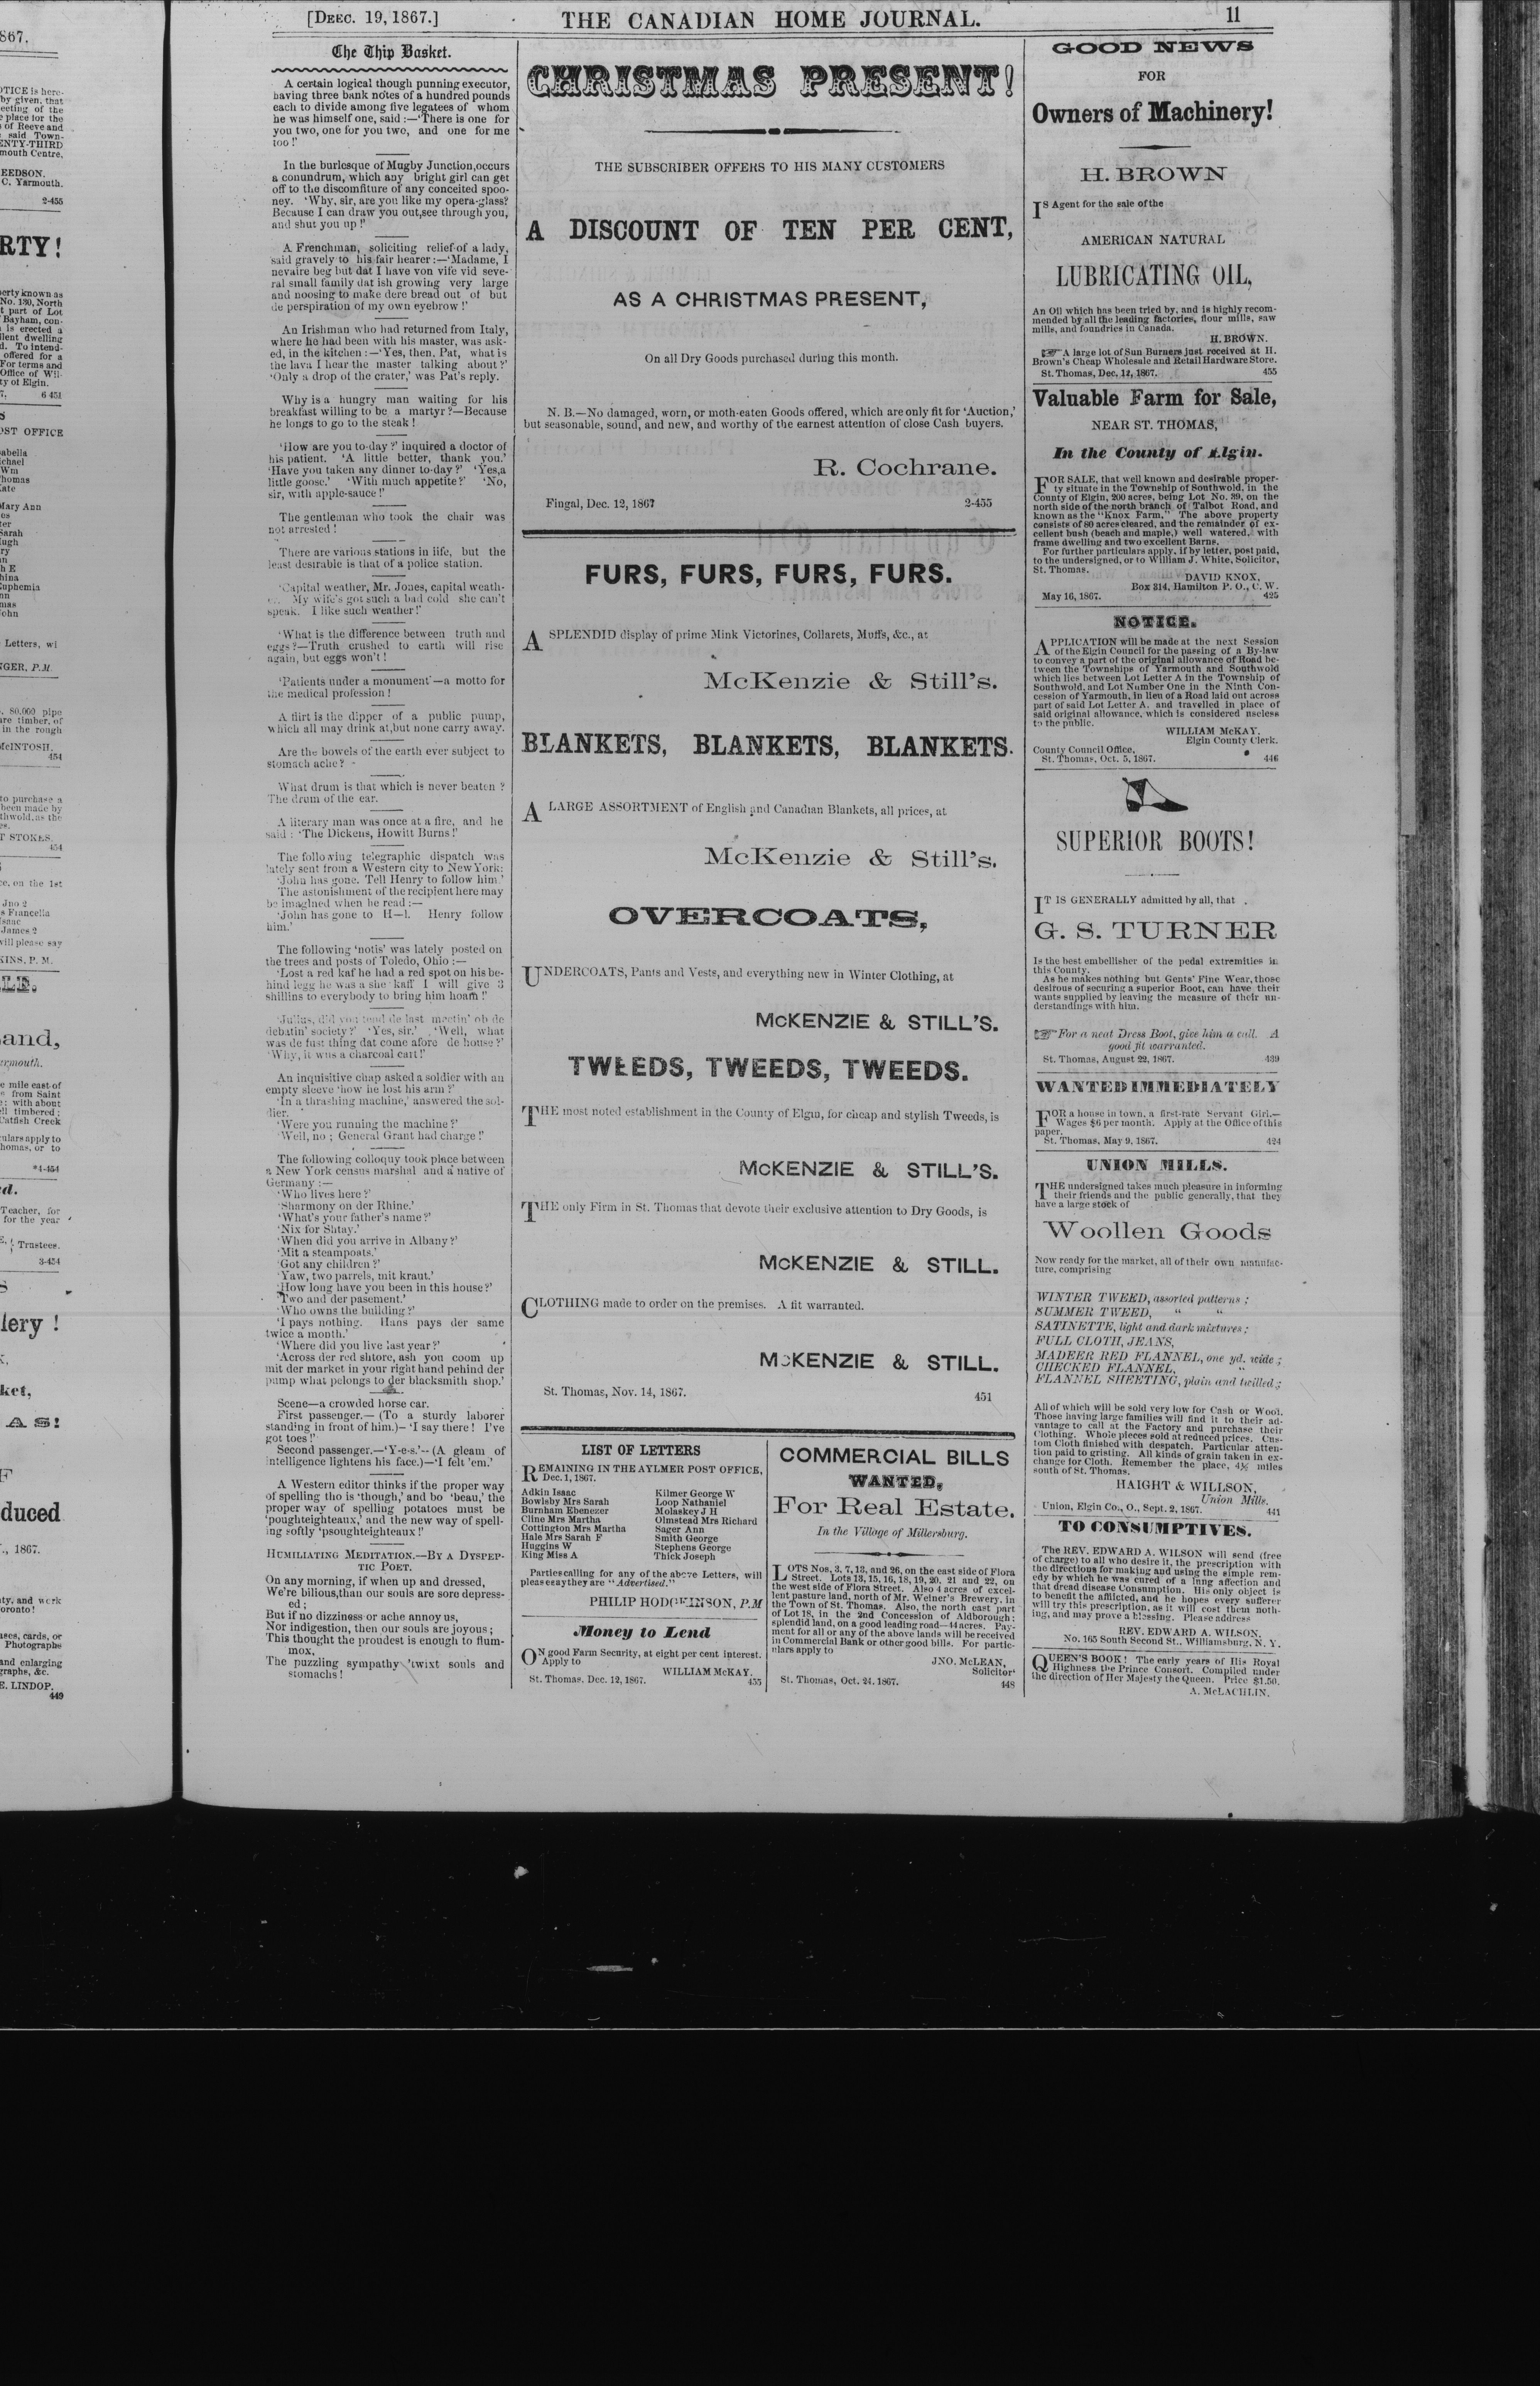 [DEEC. 19, 1867.]
THE CANADIAN HOME JOURNAL.
11
The Thip Basket.
A certain logical though punning executor,
having three bank notes of a hundred pounds
each to divide among five legatees of whom
he was himself one, said :—'There is one for
you two, one for you two, and one for me
too !'
In the burlesque of Mugby Junction,occurs
a conundrum, which any bright girl can get
off to the discomfiture of any conceited spoo-
ney. 'Why, sir, are you like my opera-glass?
Because I can draw you out,see through you,
and shut you up !'
A Frenchman, soliciting relief of a lady,
said gravely to his fair hearer :—'Madame, I
nevaire beg but dat I have von vife vid seve-
ral small family dat ish growing very large
and noosing to make dere bread out of but
de perspiration of my own eyebrow !'
An Irishman who had returned from Italy,
where he had been with his master, was ask-
ed, in the kitchen :—'Yes, then, Pat, what is
the lava I hear the master talking about ?'
'Only a drop of the crater,' was Pat's reply.
Why is a hungry man waiting for his
breakfast willing to be a martyr ?—Because
he longs to go to the steak !
'How are you to-day ?' inquired a doctor of
his patient. 'A little better, thank you.'
'Have you taken any dinner to-day ?' 'Yes,a
little goose.' 'With much appetite?' 'No,
sir, with apple-sauce !'
The gentleman who took the chair was
not arrested !
There are various stations in life, but the
least desirable is that of a police station.
'Capital weather, Mr. Jones, capital weath-
My wife's got such a bad cold she can't
speak. I like such weather!'
'What is the difference between truth and
eggs ?—Truth crushed to earth will rise
again, but eggs won't !
'Patients under a monument'—a motto for
the medical profession !
A flirt is the dipper of a public pump,
which all may drink at,but none carry away.
Are the bowels of the earth ever subject to
stomach ache?
What drum is that which is never beaten ?
The drum of the ear.
A literary man was once at a fire, and he
said : 'The Dickens, Howitt Burns!'
The following telegraphic dispatch was
lately sent from a Western city to New York:
'John has gone. Tell Henry to follow him.'
The astonishment of the recipient here may
be imagined when he read :—
'John has gone to H—l. Henry follow
him.'
The following 'notis' was lately posted on
the trees and posts of Toledo, Ohio :—
'Lost a red kaf he had a red spot on his be-
hind legg he was a she kaff I will give 3
shillins to everybody to bring him hoam !'
'Julius, did you tend de last meetin' ob de
debatin' society?' 'Yes, sir.' 'Well, what
was de fust thing dat come afore de house ?'
'Why, it was a charcoal cart!'
An inquisitive chap asked a soldier with an
empty sleeve 'how he lost his arm ?'
'In a thrashing machine,' answered the sol-
dier.
'Were you running the machine ?'
'Well, no ; General Grant had charge !'
The following colloquy took place between
a New York census marshal and a native of
Germany :—
'Who lives here ?'
'Sharmony on der Rhine.'
'What's your father's name ?'
'Nix for Shtay.'
'When did you arrive in Albany ?'
'Mit a steampoats.'
'Got any children ?'
'Yaw, two parrels, mit kraut.'
'How long have you been in this house?'
'Two and der pasement.'
'Who owns the building ?'
'I pays nothing. Hans pays der same
twice a month.'
'Where did you live last year ?'
'Across der red shtore, ash you coom up
mit der market in your right hand pehind der
pump what pelongs to der blacksmith shop.'
Scene—a crowded horse car.
First passenger.— (To a sturdy laborer
standing in front of him.)— 'I say there ! I've
got toes !'
Second passenger.—'Y-e-s.'—(A gleam of
intelligence lightens his face.)—'I felt 'em.'
A Western editor thinks if the proper way
of spelling tho is 'though,' and bo 'beau,' the
proper way of spelling potatoes must be
'poughteighteaux,' and the new way of spell-
ing softly 'psoughteighteaux !'
HUMILIATING MEDITATION.—BY A DYSPEP-
TIC POET.
On any morning, if when up and dressed,
We're bilious,than our souls are sore depress-
ed ;
But if no dizziness or ache annoy us,
Nor indigestion, then our souls are joyous ;
This thought the proudest is enough to flum-
mox,
The puzzling sympathy 'twixt souls and
stomachs !
CHRISTMAS PRESENT!
THE SUBSCRIBER OFFERS TO HIS MANY CUSTOMERS
A DISCOUNT OF TEN PER CENT,
AS A CHRISTMAS PRESENT,
On all Dry Goods purchased during this month.
N. B.—No damaged, worn, or moth-eaten Goods offered, which are only fit for 'Auction,'
but seasonable, sound, and new, and worthy of the earnest attention of close Cash buyers.
R. Cochrane.
Fingal, Dec. 12, 1867
2-455
FURS, FURS, FURS, FURS.
A SPLENDID display of prime Mink Victorines, Collarets, Muffs, &c., at
McKenzie & Still's.
BLANKETS, BLANKETS, BLANKETS.
A LARGE ASSORTMENT of English and Canadian Blankets, all prices, at
McKenzie & Still's.
OVERCOATS,
UNDERCOATS, Pants and Vests, and everything new in Winter Clothing, at
McKENZIE & STILL'S.
TWEEDS, TWEEDS, TWEEDS.
THE most noted establishment in the County of Elgin, for cheap and stylish Tweeds, is
McKENZIE & STILL'S.
THE only Firm in St. Thomas that devote their exclusive attention to Dry Goods, is
McKENZIE & STILL.
CLOTHING made to order on the premises. A fit warranted.
McKENZIE & STILL.
St. Thomas, Nov. 14, 1867.
451
LIST OF LETTERS
REMAINING IN THE AYLMER POST OFFICE,
Dec. 1, 1867.
Adkin Isaac
Bowlsby Mrs Sarah
Burnham Ebenezer
Cline Mrs Martha
Cottington Mrs Martha
Hale Mrs Sarah F
Huggins W
King Miss A
Kilmer George W
Loop Nathaniel
Molaskey J H
Olmstead Mrs Richard
Sager Ann
Smith George
Stephens George
Thick Joseph
Parties calling for any of the above Letters, will
please say they are "Advertised."
PHILIP HODGKINSON, P.M
Money to Lend
ON good Farm Security, at eight per cent interest.
Apply to
WILLIAM McKAY.
St. Thomas. Dec. 12, 1867.
455
COMMERCIAL BILLS
WANTED,
For Real Estate.
In the Village of Millersburg.
LOTS Nos, 3, 7, 13, and 26, on the east side of Flora
Street. Lots 13, 15, 16, 18, 19, 20, 21 and 22, on
the west side of Flora Street. Also 4 acres of excel-
lent pasture land, north of Mr. Weiner's Brewery, in
the Town of St. Thomas. Also, the north east part
of Lot 18, in the 2nd Concession of Aldborough;
splendid land, on a good leading road—44 acres. Pay-
ment for all or any of the above lands will be received
in Commercial Bank or other good bills. For partic-
ulars apply to
JNO. McLEAN,
Solicitor'
St. Thomas, Oct. 24, 1867.
448
GOOD NEWS
FOR
Owners of Machinery!
H. BROWN
IS Agent for the sale of the
AMERICAN NATURAL
LUBRICATING OIL,
An Oil which has been tried by, and is highly recom-
mended by all the leading factories, flour mills, saw
mills, and foundries in Canada.
H. BROWN.
A large lot of Sun Burners just received at H.
Brown's Cheap Wholesale and Retail Hardware Store.
St. Thomas, Dec. 12, 1867.
455
Valuable Farm for Sale,
NEAR ST. THOMAS,
In the County of Elgin.
FOR SALE, that well known and desirable proper-
ty situate in the Township of Southwold, in the
County of Elgin, 200 acres, being Lot No. 39, on the
north side of the north branch of Talbot Road, and
known as the "Knox Farm." The above property
consists of 80 acres cleared, and the remainder of ex-
cellent bush (beach and maple,) well watered, with
frame dwelling and two excellent Barns.
For further particulars apply, if by letter, post paid,
to the undersigned, or to William J. White, Solicitor,
St. Thomas.
DAVID KNOX,
Box 314, Hamilton P. O., C. W.
May 16, 1867.
425
NOTICE.
APPLICATION will be made at the next Session
of the Elgin Council for the passing of a By-law
to convey a part of the original allowance of Road be-
tween the Townships of Yarmouth and Southwold
which lies between Lot Letter A in the Township of
Southwold, and Lot Number One in the Ninth Con-
cession of Yarmouth, in lieu of a Road laid out across
part of said Lot Letter A, and travelled in place of
said original allowance, which is considered useless
to the public.
WILLIAM McKAY.
Elgin County Clerk.
County Council Office,
St. Thomas, Oct. 5, 1867.
446
SUPERIOR BOOTS!
IT IS GENERALLY admitted by all, that
G. S. TURNER
Is the best embellisher of the pedal extremities in
this County.
As he makes nothing but Gents' Fine Wear, those
desirous of securing a superior Boot, can have their
wants supplied by leaving the measure of their un-
derstandings with him.
For a neat Dress Boot, give him a call. A
good fit warranted.
St. Thomas, August 22, 1867.
439
WANTED IMMEDIATELY
FOR a house in town, a first-rate Servant Girl.—
Wages $6 per month. Apply at the Office of this
paper.
St. Thomas, May 9, 1867.
424
UNION MILLS.
THE undersigned takes much pleasure in informing
their friends and the public generally, that they
have a large stock of
Woollen Goods
Now ready for the market, all of their own manufac-
ture, comprising
WINTER TWEED, assorted patterns ;
SUMMER TWEED, " "
SATINETTE, light and dark mixtures ;
FULL CLOTH, JEANS,
MADEER RED FLANNEL, one yd. wide ;
CHECKED FLANNEL, "
FLANNEL SHEETING, plain and twilled ;
All of which will be sold very low for Cash or Wool.
Those having large families will find it to their ad-
vantage to call at the Factory and purchase their
Clothing. Whole pieces sold at reduced prices. Cus-
tom Cloth finished with despatch. Particular atten-
tion paid to gristing. All kinds of grain taken in ex-
change for Cloth. Remember the place, 4½ miles
south of St. Thomas.
HAIGHT & WILLSON,
Union Mills.
Union, Elgin Co., O., Sept. 2, 1867.
441
TO CONSUMPTIVES.
The REV. EDWARD A. WILSON will send (free
of charge) to all who desire it, the prescription with
the directions for making and using the simple rem-
edy by which he was cured of a lung affection and
that dread disease Consumption. His only object is
to benefit the afflicted, and he hopes every sufferer
will try this prescription, as it will cost them noth-
ing, and may prove a blessing. Please address
REV. EDWARD A. WILSON,
No. 165 South Second St., Williamsburg, N. Y.
QUEEN'S BOOK! The early years of His Royal
Highness the Prince Consort. Compiled under
the direction of Her Majesty the Queen. Price $1.50.
A. McLACHLIN.